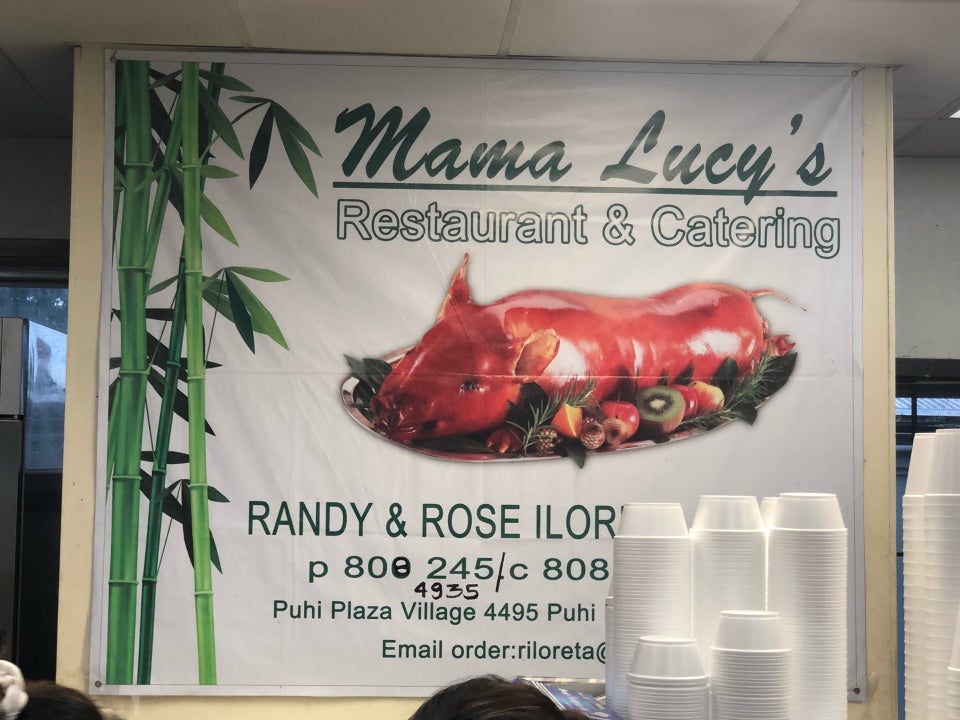 Mama Lucy's
Restaurant & Catering
RANDY & ROSE ILOR
p 808 245/c 808
4935
Puhi Plaza Village 4495 Puhi
Email order:riloreta@